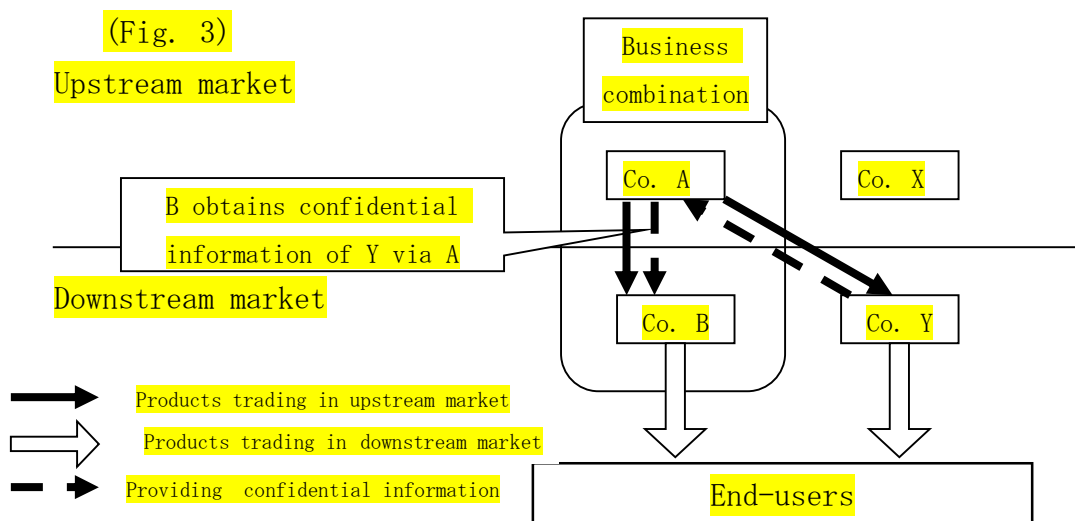 (Fig. 3)
Upstream market
Business
combination
Co. A
Co. X
B obtains confidential
information of Y via A
Downstream market
Co. B
Co. Y
Products trading in upstream market
Products trading in downstream market
Providing confidential information
End-users